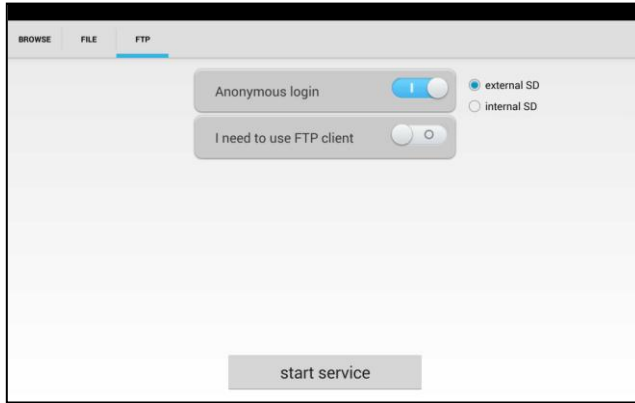 BROWSE FILE FTP
Anonymous login
external SD
internal SD
I need to use FTP client
start service